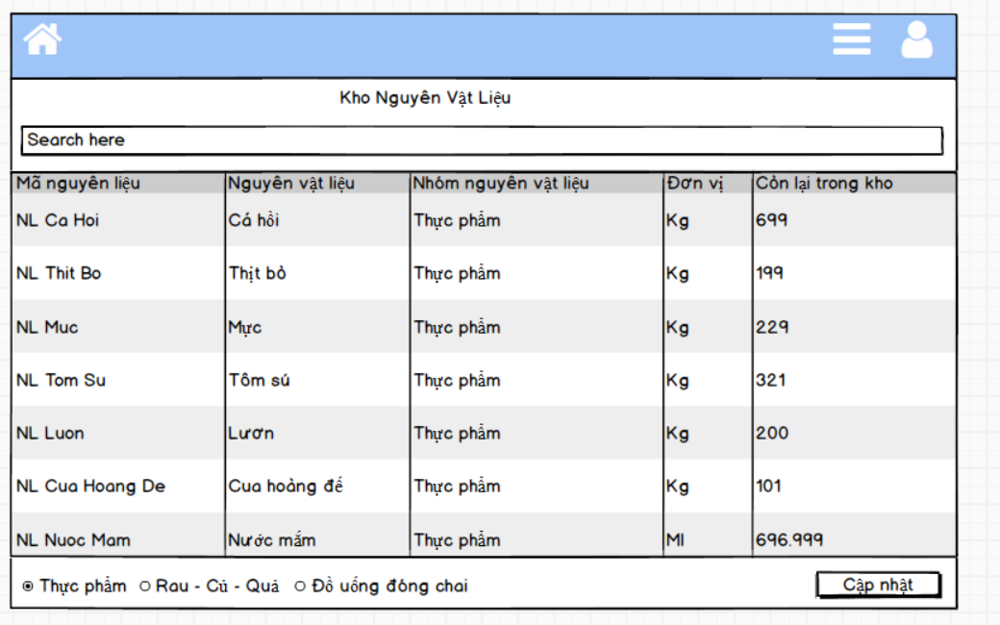 Kho Nguyên Vật Liệu
Search here
Mã nguyên liệu Nguyên vật liệu Nhóm nguyên vật liệu Đơn vị Còn lại trong kho
NL Ca Hoi Cá hồi Thực phẩm Kg 699
NL Thit Bo Thịt bò Thực phẩm Kg 199
NL Muc Mực Thực phẩm Kg 229
NL Tom Su Tôm sú Thực phẩm Kg 321
NL Luon Lươn Thực phẩm Kg 200
NL Cua Hoang De Cua hoàng đế Thực phẩm Kg 101
NL Nuoc Mam Nước mắm Thực phẩm Ml 696.999
Thực phẩm Rau - Củ - Quả Đồ uống đóng chai Cập nhật